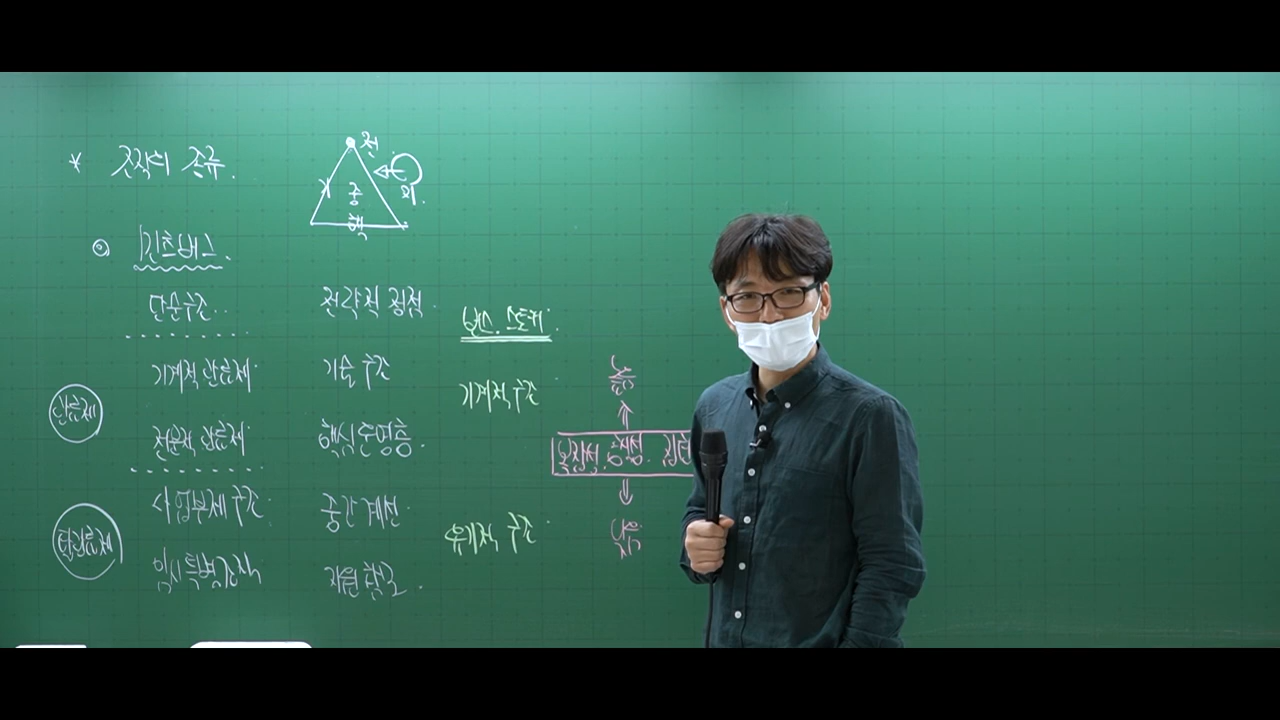 * 조직의 종류.
전
중
핵
◎ 민츠버그.
단순구조
전략적 정점.
기계적 관료제
기술 구조
전문적 관료제
핵심운영층.
사업부제 구조
중간계선
임시특별조직
지원참모.
관료제
탈관료제
번스. 스토커
기계적 구조
유기적 구조
높음
복잡성. 공식성. 집권
낮음